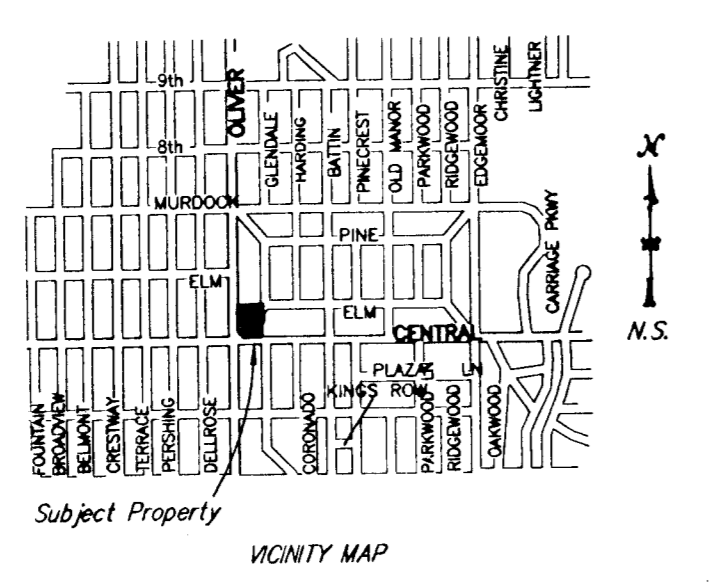 9th
8th
OLIVER
GLENDALE
HARDING
BATTIN
PINECREST
OLD MANOR
PARKWOOD
RIDGEWOOD
EDGEMOOR
CHRISTINE
LIGHTNER
MURDOCK
PINE
CARRIAGE PKWY
N
N.S.
ELM
ELM
CENTRAL
PLAZA
LN
KINGS ROW
FOUNTAIN
BROADVIEW
BELMONT
CRESTWAY
TERRACE
PERSHING
DELLROSE
CORONADO
PARKWOOD
RIDGEWOOD
OAKWOOD
Subject Property
VICINITY MAP